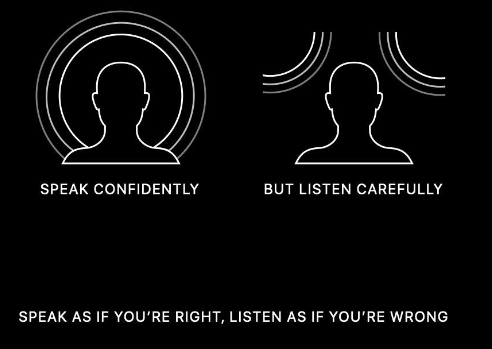 SPEAK CONFIDENTLY
BUT LISTEN CAREFULLY
SPEAK AS IF YOU’RE RIGHT, LISTEN AS IF YOU’RE WRONG